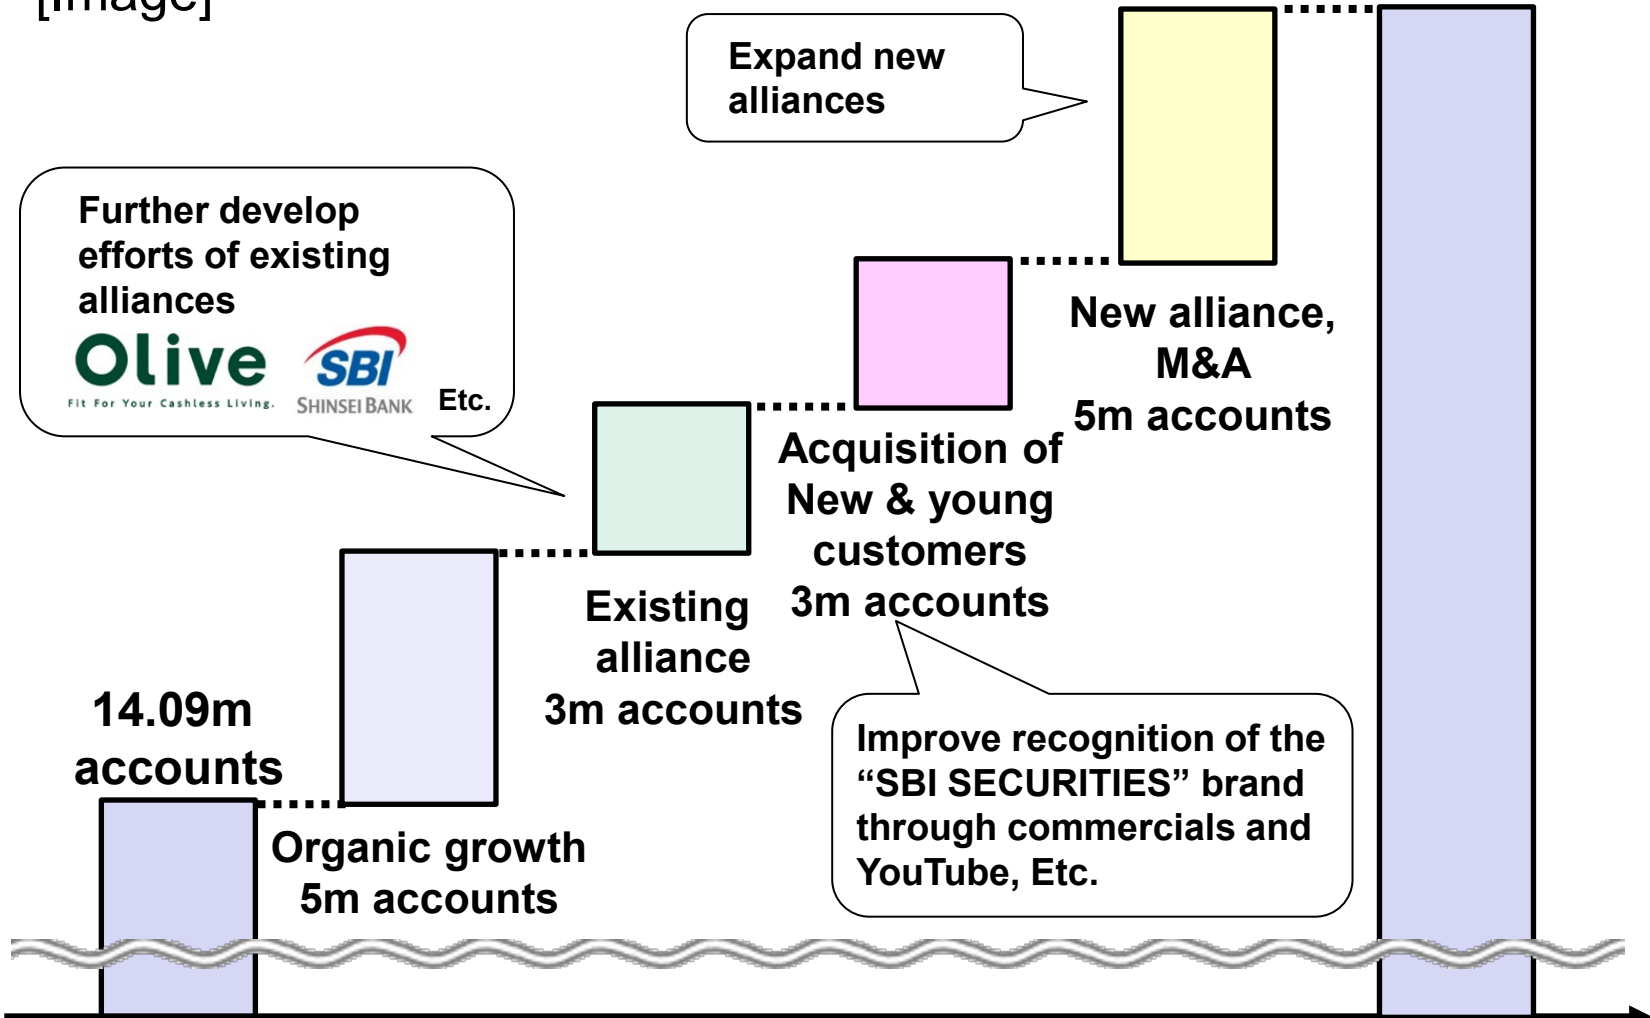 [Image]
Expand new
alliances
Further develop
efforts of existing
alliances
Olive
Fit For Your Cashless Living.
SBI
SHINSEI BANK
Etc.
New alliance,
M&A
5m accounts
Acquisition of
New & young
customers
3m accounts
Existing
alliance
3m accounts
14.09m
accounts
Organic growth
5m accounts
Improve recognition of the
“SBI SECURITIES” brand
through commercials and
YouTube, Etc.